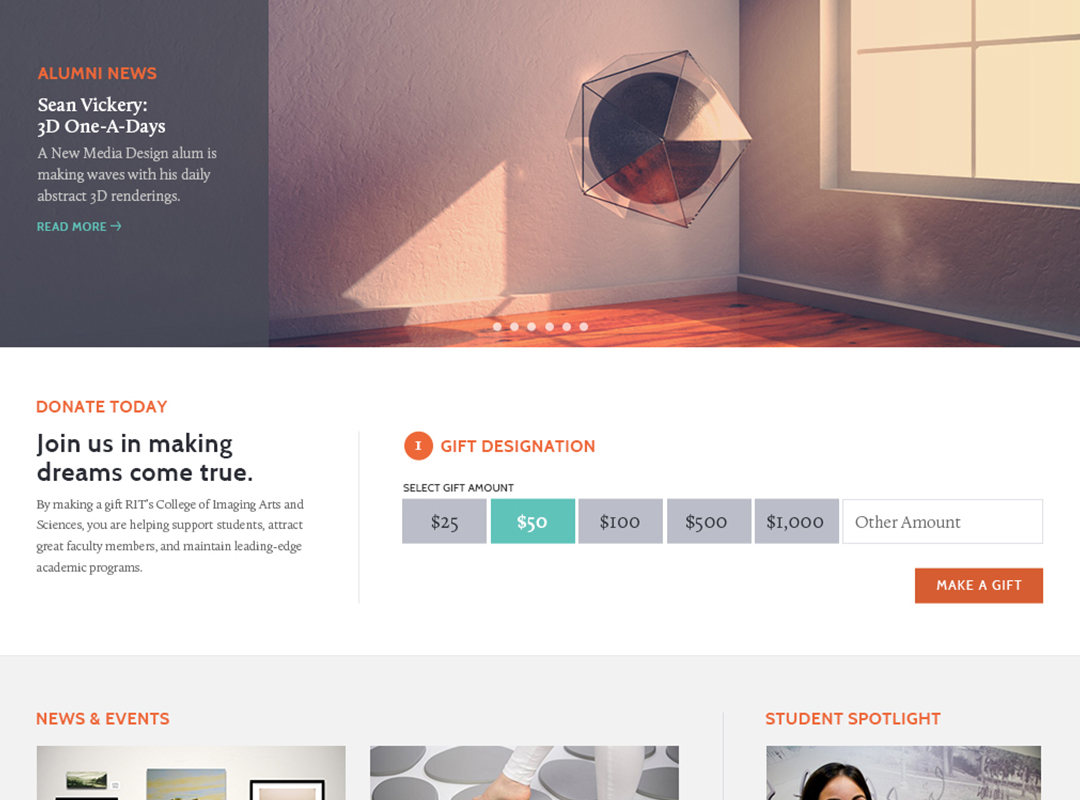 ALUMNI NEWS
Sean Vickery:
3D One-A-Days
A New Media Design alum is
making waves with his daily
abstract 3D renderings.
READ MORE →
DONATE TODAY
Join us in making
dreams come true.
By making a gift RIT's College of Imaging Arts and
Sciences, you are helping support students, attract
great faculty members, and maintain leading-edge
academic programs.
1 GIFT DESIGNATION
SELECT GIFT AMOUNT
$25 $50 $100 $500 $1,000 Other Amount
MAKE A GIFT
NEWS & EVENTS
STUDENT SPOTLIGHT